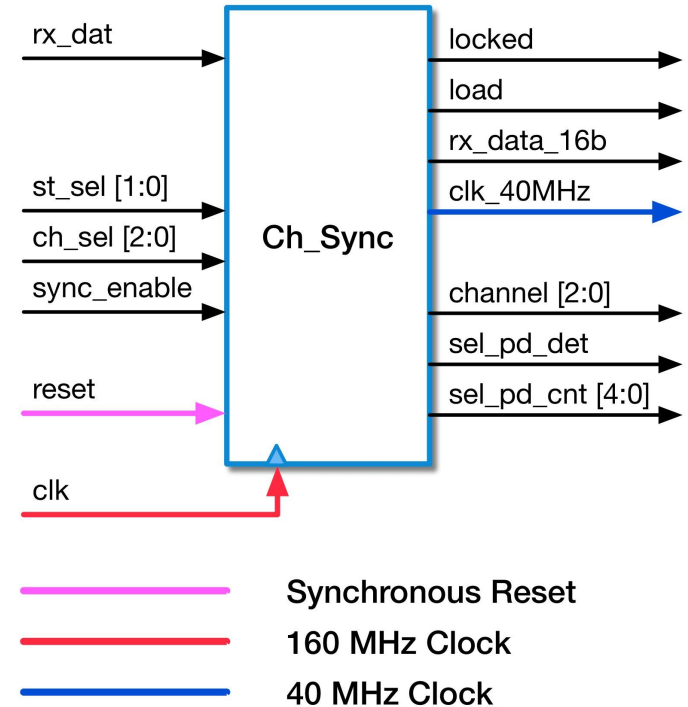 rx_dat
st_sel [1:0]
ch_sel [2:0]
sync_enable
reset
clk
Ch_Sync
locked
load
rx_data_16b
clk_40MHz
channel [2:0]
sel_pd_det
sel_pd_cnt [4:0]
Synchronous Reset
160 MHz Clock
40 MHz Clock